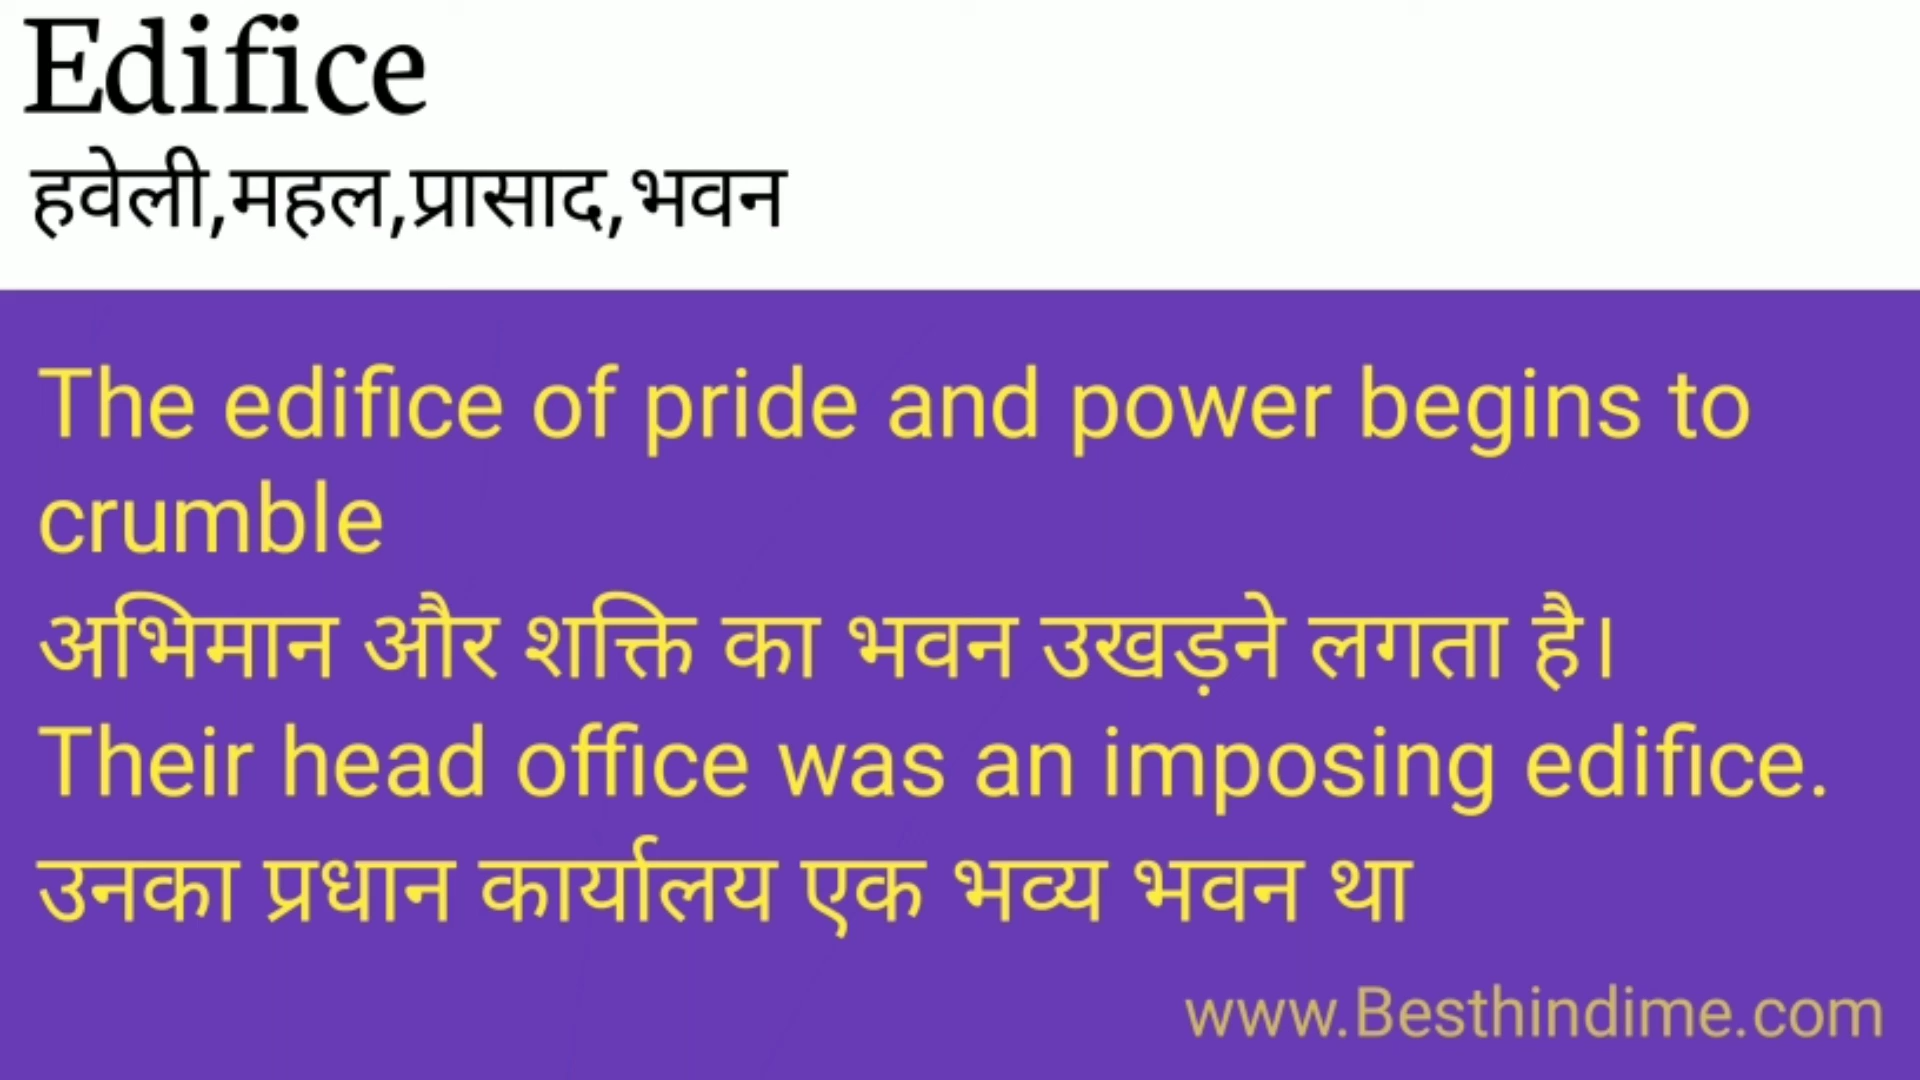 Edifice
हवेली,महल,प्रासाद,भवन
The edifice of pride and power begins to
crumble
अभिमान और शक्ति का भवन उखड़ने लगता है।
Their head office was an imposing edifice.
उनका प्रधान कार्यालय एक भव्य भवन था
www.Besthindime.com